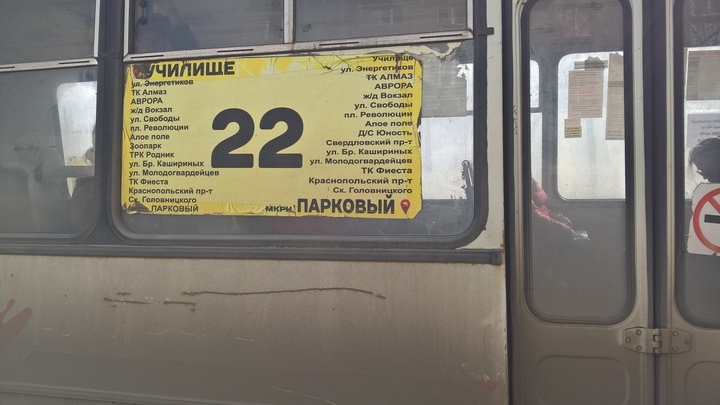 УЧИЛИЩЕ
ул. Энергетиков
ТК Алмаз
АВРОРА
ж/д Вокзал
ул. Свободы
пл. Революции
Алое поле
Зоопарк
ТРК Родник
ул. Бр. Кашириных
ул. Молодогвардейцев
ТК Фиеста
Краснопольский пр-т
Ск. Головницкого
ПАРКОВЫЙ
22
Училище
ул. Энергетиков
ТК АЛМАЗ
АВРОРА
ж/д Вокзал
ул. Свободы
пл. Революции
Алое поле
Д/С Юность
Свердловский пр-т
ул. Бр. Кашириных
ул. Молодогвардейцев
ТК Фиеста
Краснопольский пр-т
Ск. Головницкого
мкрн. ПАРКОВЫЙ